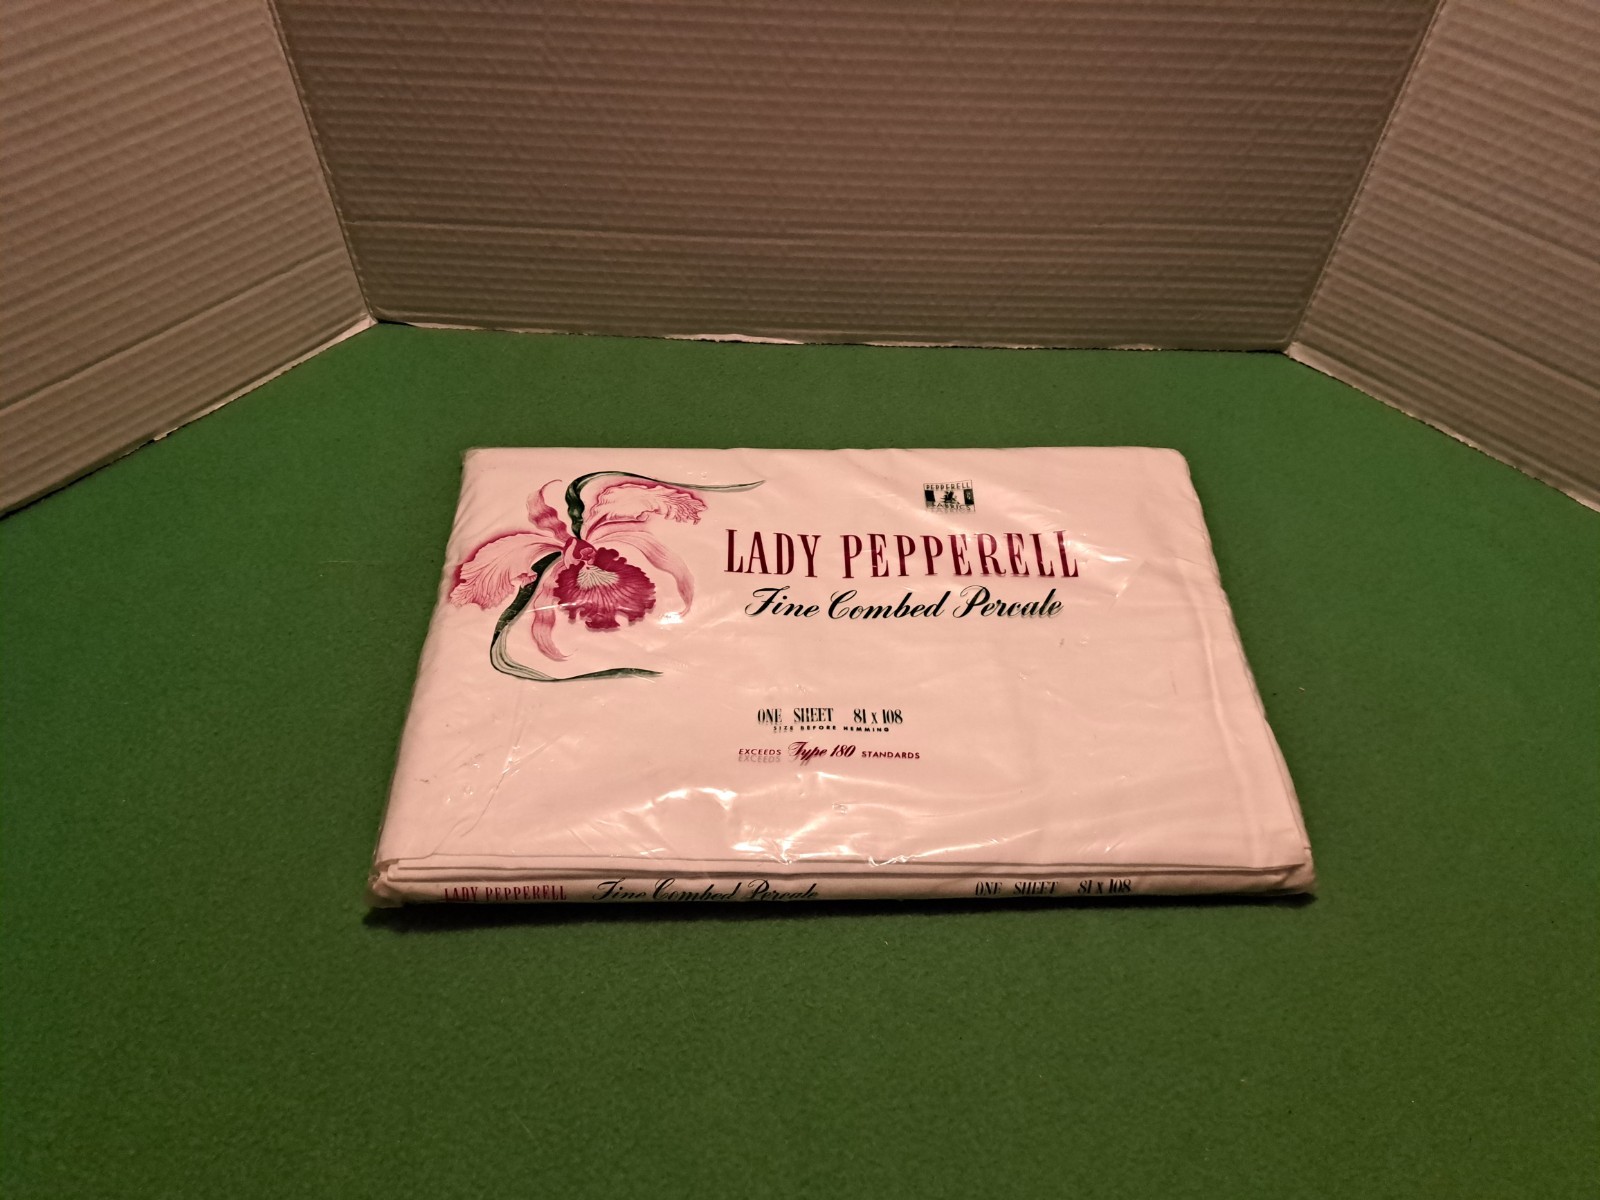 PEPPERELL
FABRICS
LADY PEPPERELL
Fine Combed Percale
ONE SHEET 81 x 108
SIZE BEFORE HEMMING
EXCEEDS Type 180 STANDARDS
LADY PEPPERELL Fine Combed Percale ONE SHEET 81 x 108